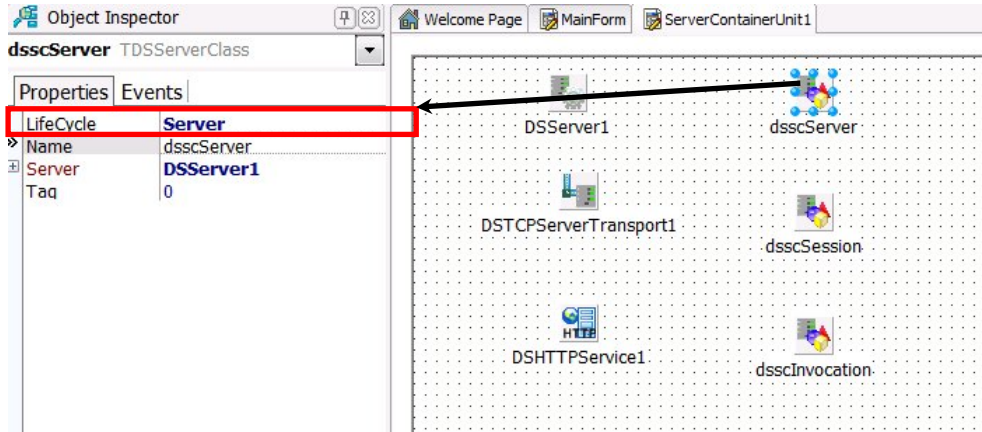 Object Inspector
dsscServer TDSServerClass
Properties Events
LifeCycle Server
Name dsscServer
Server DSServer1
Tag 0
Welcome Page MainForm ServerContainerUnit1
DSServer1 dsscServer
DSTCPServerTransport1
dsscSession
HTTP
DSHTTPService1
dsscInvocation